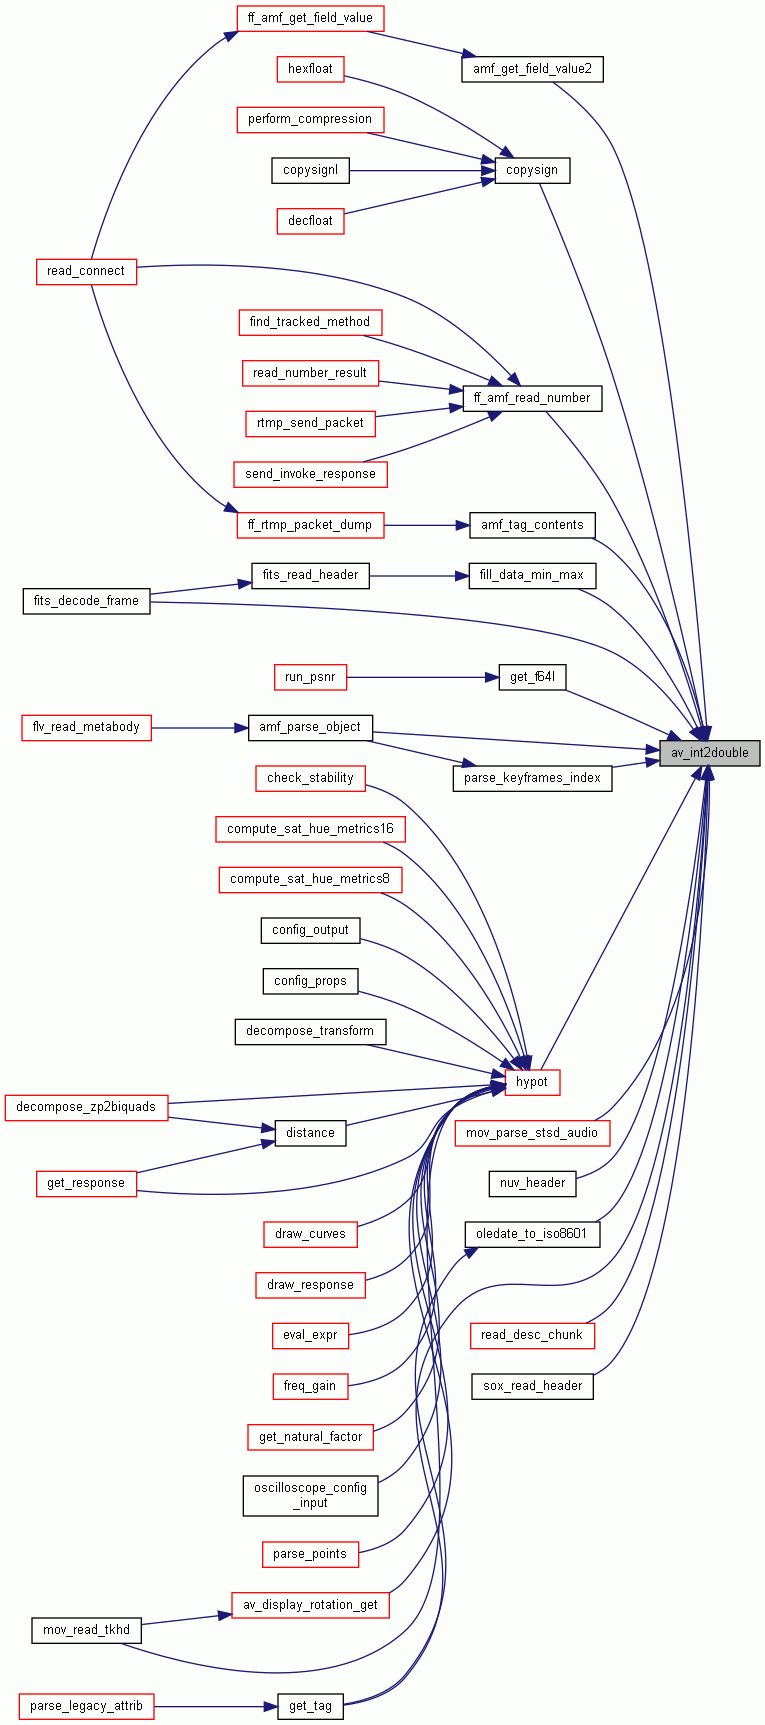 ff_amf_get_field_value
amf_get_field_value2
hexfloat
perform_compression
copysignl
copysign
decfloat
read_connect
find_tracked_method
read_number_result
ff_amf_read_number
rtmp_send_packet
send_invoke_response
ff_rtmp_packet_dump
amf_tag_contents
fits_read_header
fill_data_min_max
fits_decode_frame
run_psnr
get_f64l
flv_read_metabody
amf_parse_object
av_int2double
check_stability
parse_keyframes_index
compute_sat_hue_metrics16
compute_sat_hue_metrics8
config_output
config_props
decompose_transform
hypot
decompose_zp2biquads
distance
mov_parse_stsd_audio
get_response
nuv_header
draw_curves
oledate_to_iso8601
draw_response
eval_expr
read_desc_chunk
freq_gain
sox_read_header
get_natural_factor
oscilloscope_config
_input
parse_points
av_display_rotation_get
mov_read_tkhd
parse_legacy_attrib
get_tag